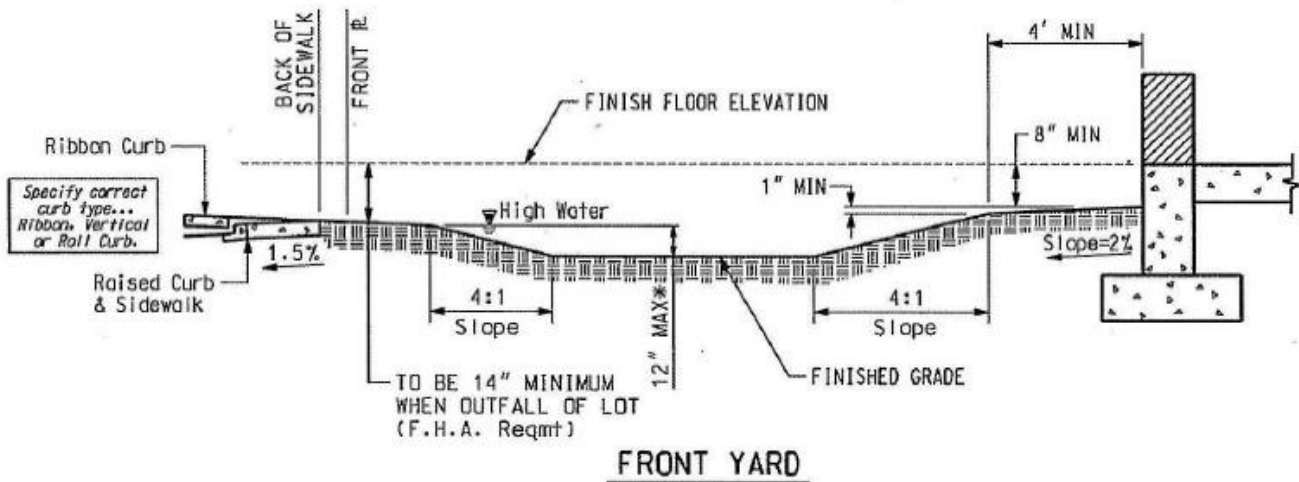 BACK OF
SIDEWALK
FRONT ⅊
4' MIN
FINISH FLOOR ELEVATION
8" MIN
Ribbon Curb
1" MIN
Specify correct
curb type...
Ribbon, Vertical
or Roll Curb.
High Water
1.5%
Slope=2%
Raised Curb
& Sidewalk
4:1
Slope
12" MAX*
4:1
Slope
TO BE 14" MINIMUM
WHEN OUTFALL OF LOT
(F.H.A. Reqmt)
FINISHED GRADE
FRONT YARD